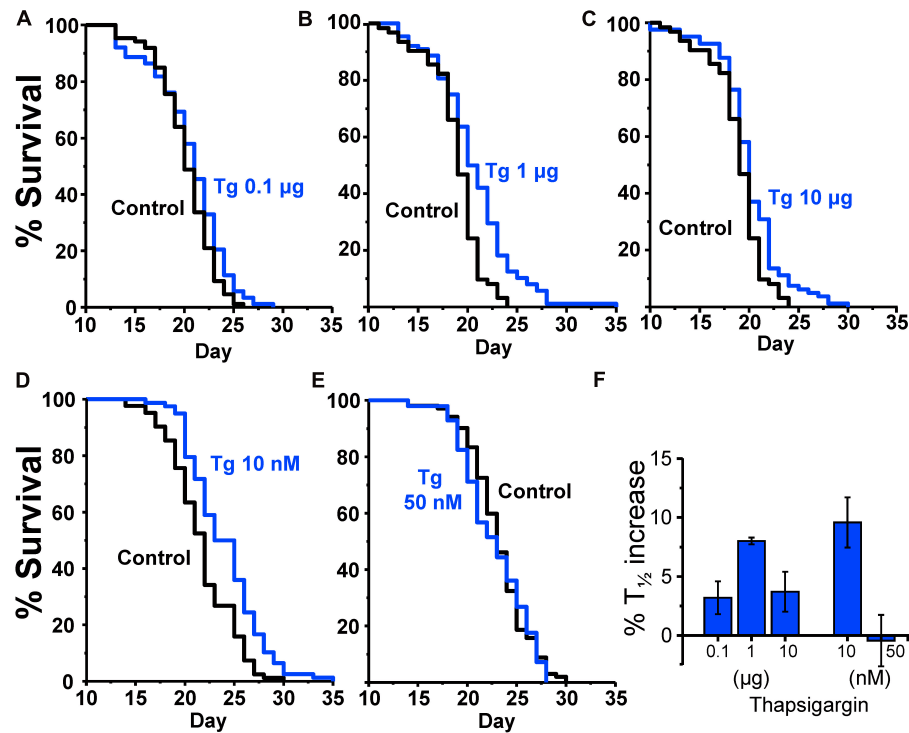 A
B
C
% Survival
100
80
60
40
20
0
Tg 0.1 µg
Control
10 15 20 25 30 35
Day
100
80
60
40
20
Tg 1 µg
Control
10 15 20 25 30 35
Day
100
80
60
40
20
Tg 10 µg
Control
10 15 20 25 30 35
Day
D
E
F
% Survival
100
80
60
40
20
0
Tg 10 nM
Control
10 15 20 25 30 35
Day
100
80
60
40
20
Tg
50 nM
Control
10 15 20 25 30 35
Day
% T½ increase
15
10
5
0
0.1 1 10 10 50
(µg) (nM)
Thapsigargin